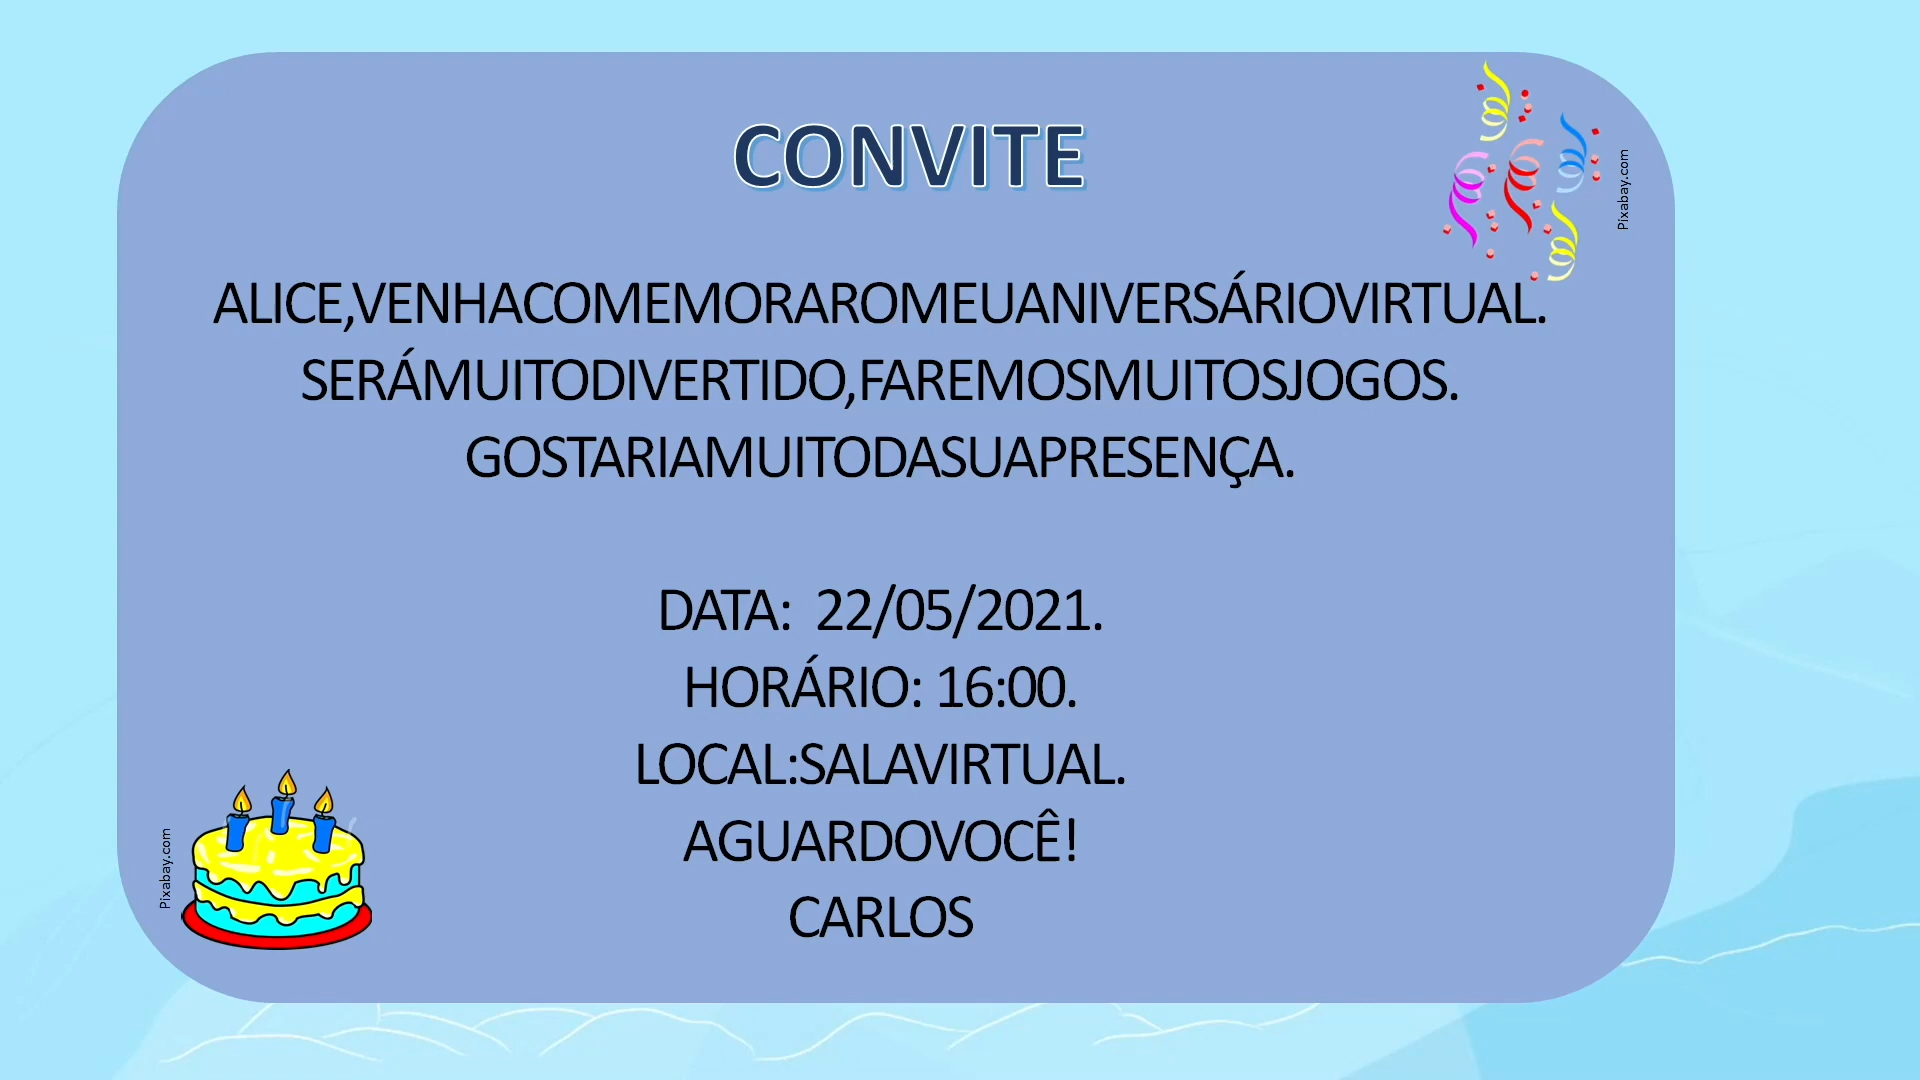 CONVITE
Pixabay.com
ALICE,VENHACOMEMORAROMEUANIVERSÁRIOVIRTUAL.
SERÁMUITODIVERTIDO,FAREMOSMUITOSJOGOS.
GOSTARIAMUITODASUAPRESENÇA.
DATA: 22/05/2021.
HORÁRIO: 16:00.
LOCAL:SALAVIRTUAL.
AGUARDOVOCÊ!
CARLOS
Pixabay.com